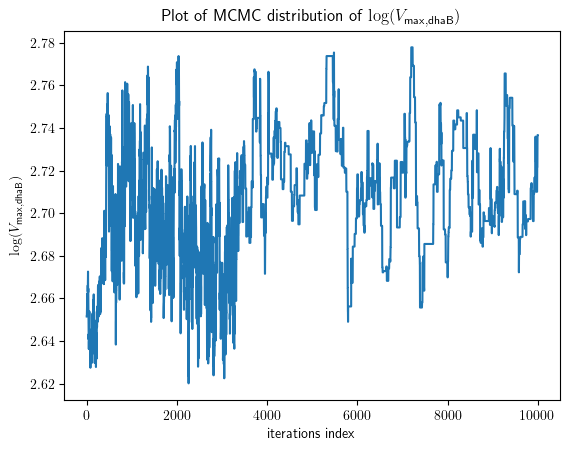 Plot of MCMC distribution of log(V_max,dhaB)
log(V_max,dhaB)
2.78
2.76
2.74
2.72
2.70
2.68
2.66
2.64
2.62
0 2000 4000 6000 8000 10000
iterations index